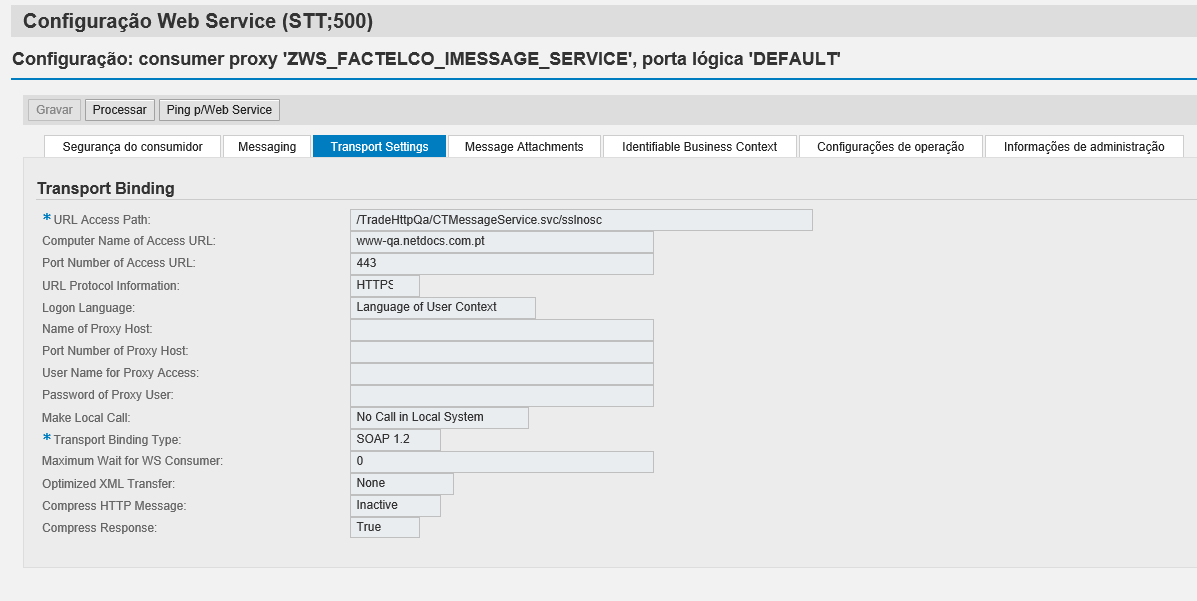 Configuração Web Service (STT;500)
Configuração: consumer proxy 'ZWS_FACTELCO_IMESSAGE_SERVICE', porta lógica 'DEFAULT'
Gravar Processar Ping p/Web Service
Segurança do consumidor Messaging Transport Settings Message Attachments Identifiable Business Context Configurações de operação Informações de administração
Transport Binding
* URL Access Path: /TradeHttpQa/CTMessageService.svc/sslnosc
Computer Name of Access URL: www-qa.netdocs.com.pt
Port Number of Access URL: 443
URL Protocol Information: HTTPS
Logon Language: Language of User Context
Name of Proxy Host:
Port Number of Proxy Host:
User Name for Proxy Access:
Password of Proxy User:
Make Local Call: No Call in Local System
* Transport Binding Type: SOAP 1.2
Maximum Wait for WS Consumer: 0
Optimized XML Transfer: None
Compress HTTP Message: Inactive
Compress Response: True